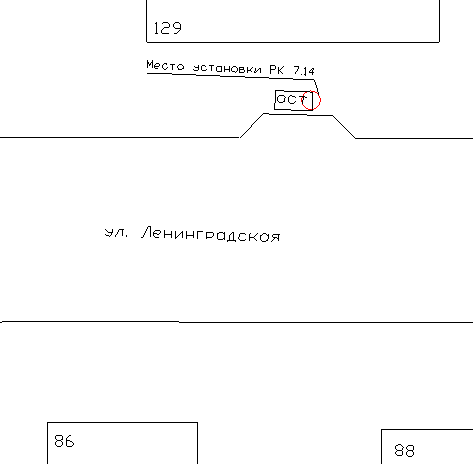 129
Место установки РК 7.14
ОСТ
ул. Ленинградская
86
88